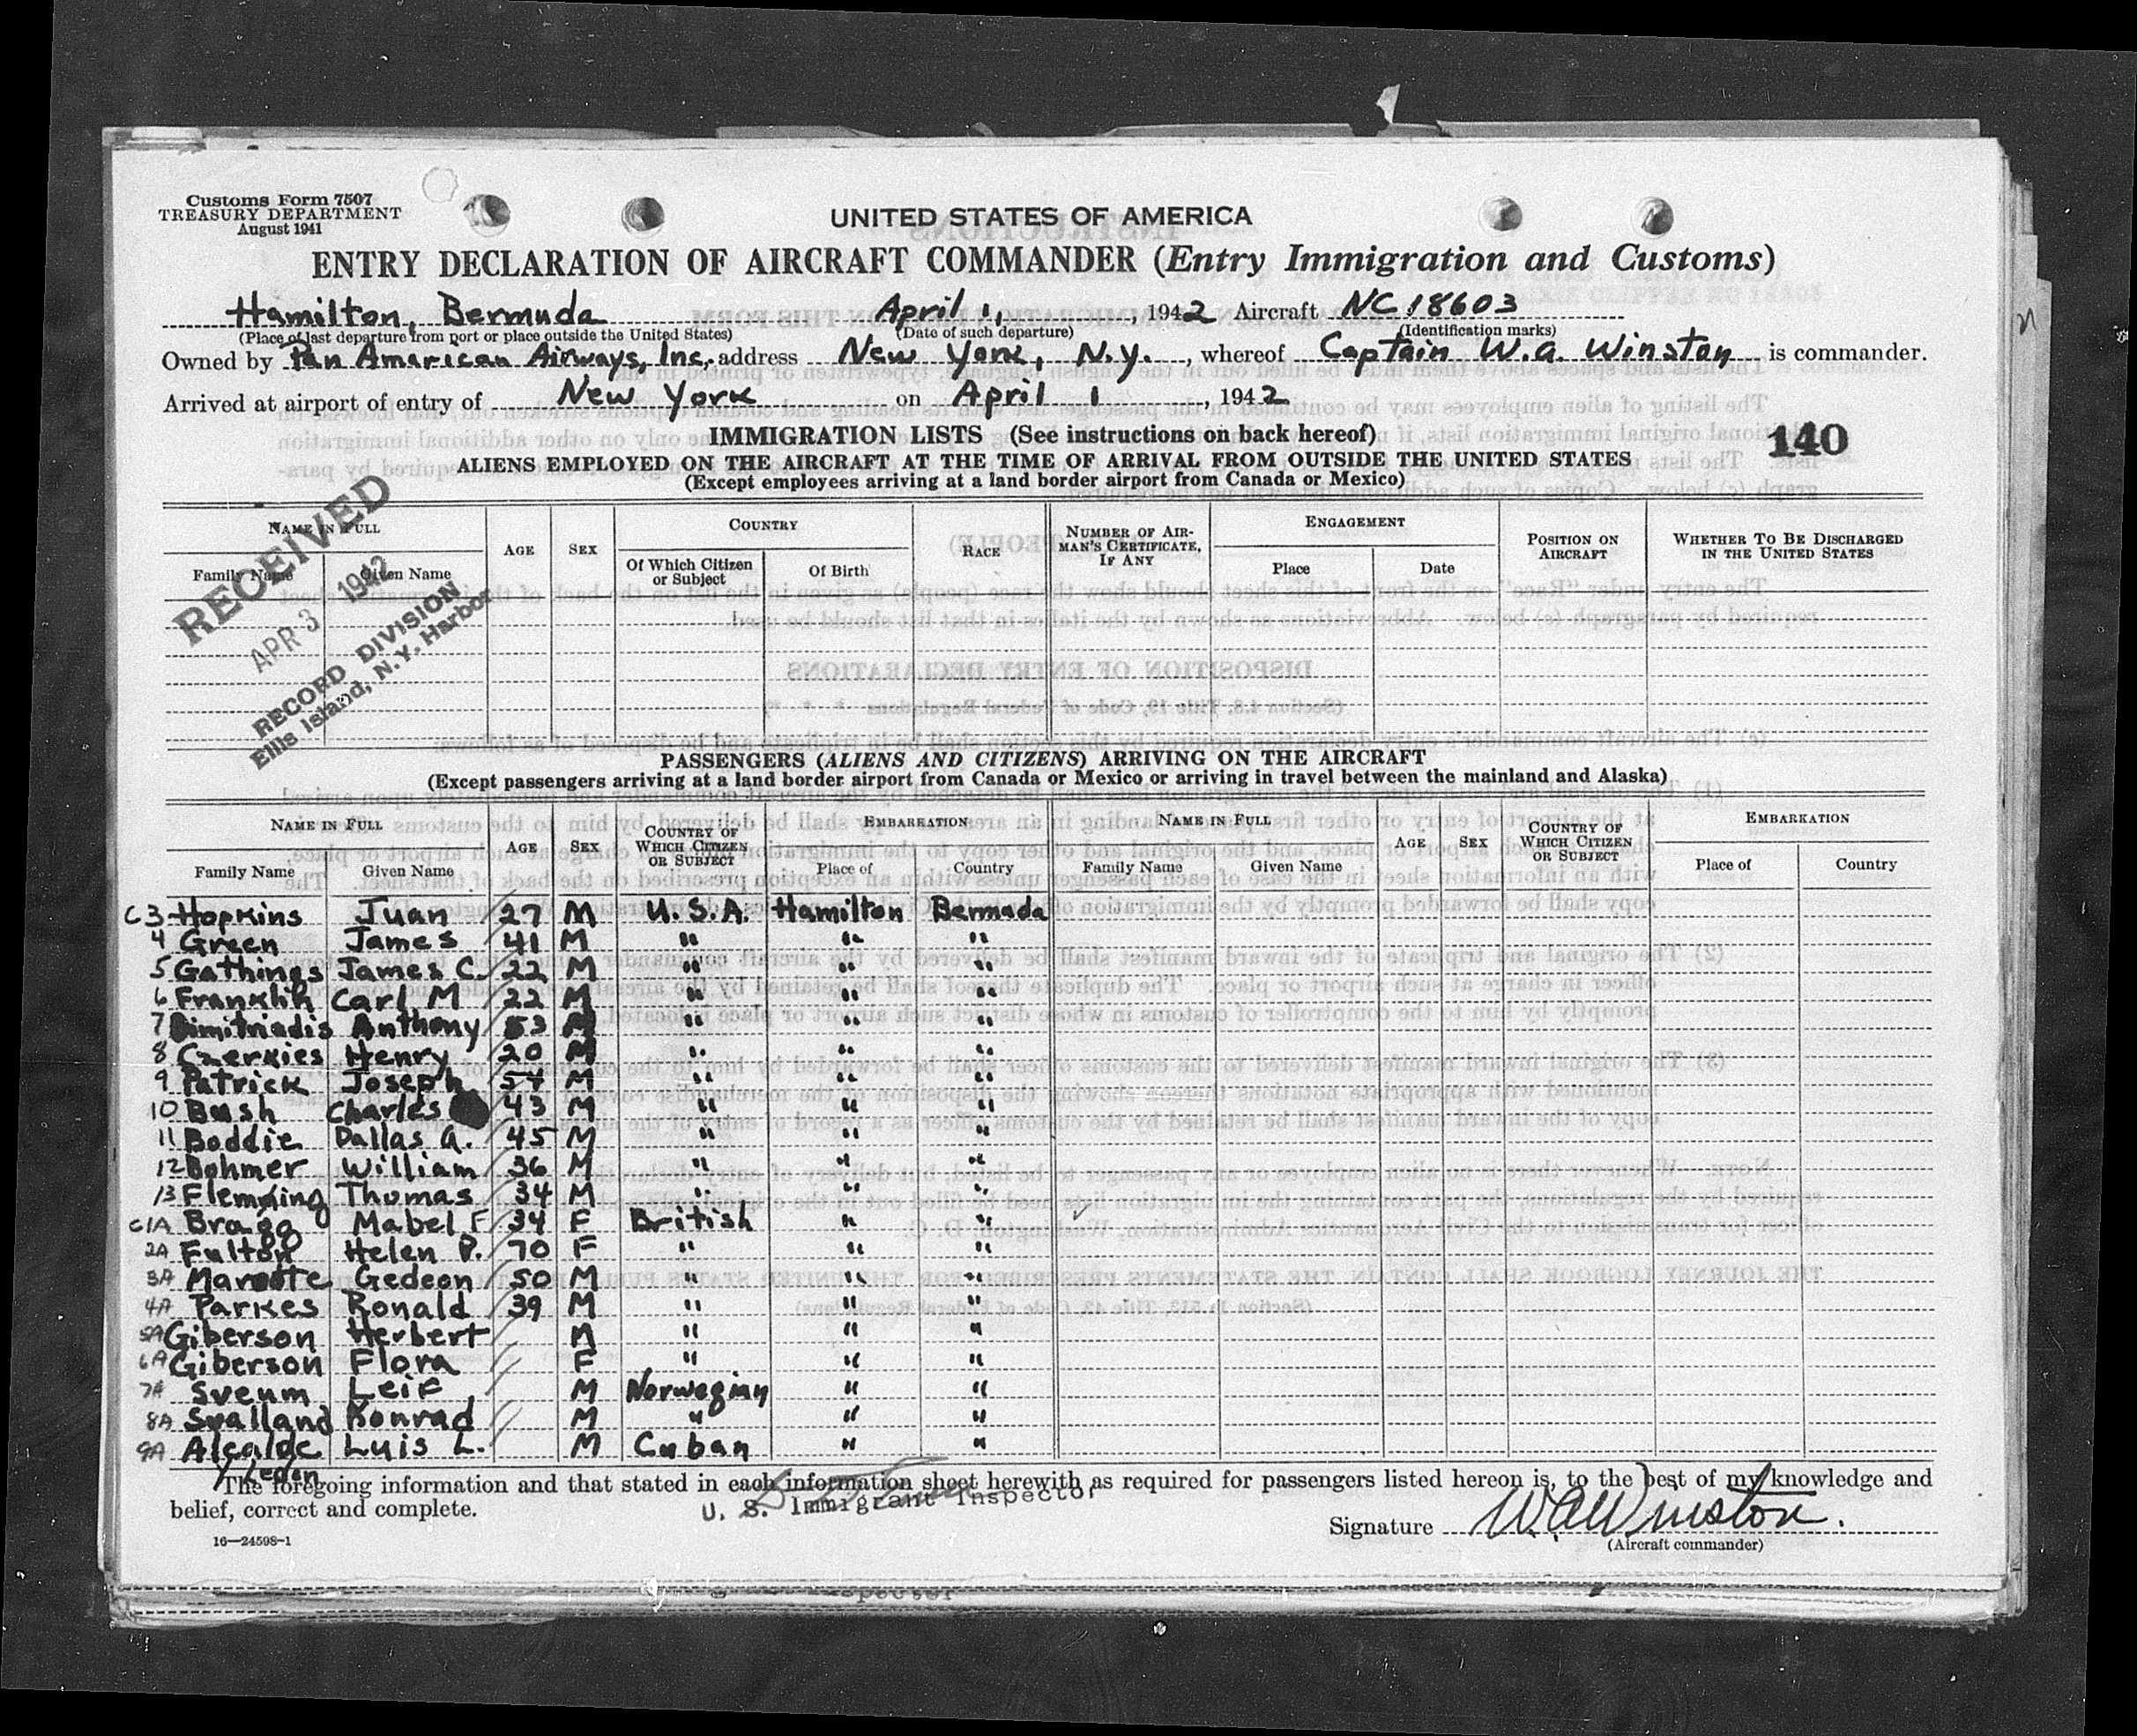 Customs Form 7507
TREASURY DEPARTMENT
August 1941
UNITED STATES OF AMERICA
ENTRY DECLARATION OF AIRCRAFT COMMANDER (Entry Immigration and Customs)
Hamilton, Bermuda April 1, 1942 Aircraft NC 18603
(Place of last departure from port or place outside the United States) (Date of such departure) (Identification marks)
Owned by Pan American Airways, Inc. address New York, N.Y. , whereof Captain W.A. Winston is commander.
Arrived at airport of entry of New York on April 1 , 1942
IMMIGRATION LISTS (See instructions on back hereof)
140
ALIENS EMPLOYED ON THE AIRCRAFT AT THE TIME OF ARRIVAL FROM OUTSIDE THE UNITED STATES
(Except employees arriving at a land border airport from Canada or Mexico)
NAME IN FULL AGE SEX COUNTRY RACE NUMBER OF AIRMAN'S CERTIFICATE, IF ANY ENGAGEMENT POSITION ON AIRCRAFT WHETHER TO BE DISCHARGED IN THE UNITED STATES
Family Name Given Name Of Which Citizen or Subject Of Birth Place Date
RECEIVED
APR 3 1942
RECORD DIVISION
Ellis Island, N.Y. Harbor
PASSENGERS (ALIENS AND CITIZENS) ARRIVING ON THE AIRCRAFT
(Except passengers arriving at a land border airport from Canada or Mexico or arriving in travel between the mainland and Alaska)
NAME IN FULL AGE SEX COUNTRY OF WHICH CITIZEN OR SUBJECT EMBARKATION NAME IN FULL AGE SEX COUNTRY OF WHICH CITIZEN OR SUBJECT EMBARKATION
Family Name Given Name Place of Country Family Name Given Name Place of Country
C3 Hopkins Juan 27 M U.S.A. Hamilton Bermuda
4 Green James 41 M " " "
5 Gathings James C. 22 M " " "
6 Franklin Carl M 22 M " " "
7 Dimitriadis Anthony 53 M " " "
8 Czerkies Henry 20 M " " "
9 Patrick Joseph 57 M " " "
10 Bush Charles 43 M " " "
11 Boddie Dallas A. 45 M " " "
12 Bohmer William 36 M " " "
13 Flemming Thomas 34 M " " "
C1A Bragg Mabel F. 34 F British " "
2A Fulton Helen P. 70 F " " "
3A Marotte Gedeon 50 M " " "
4A Parkes Ronald 39 M " " "
5A Giberson Herbert M " " "
6A Giberson Flora F " " "
7A Sveum Leif M Norwegian " "
8A Svalland Konrad M " " "
9A Alcalde Luis L. M Cuban " "
y Ledon
The foregoing information and that stated in each information sheet herewith as required for passengers listed hereon is, to the best of my knowledge and
belief, correct and complete.
U. S. Immigrant Inspector
Signature W.A. Winston.
(Aircraft commander)
16—24598-1